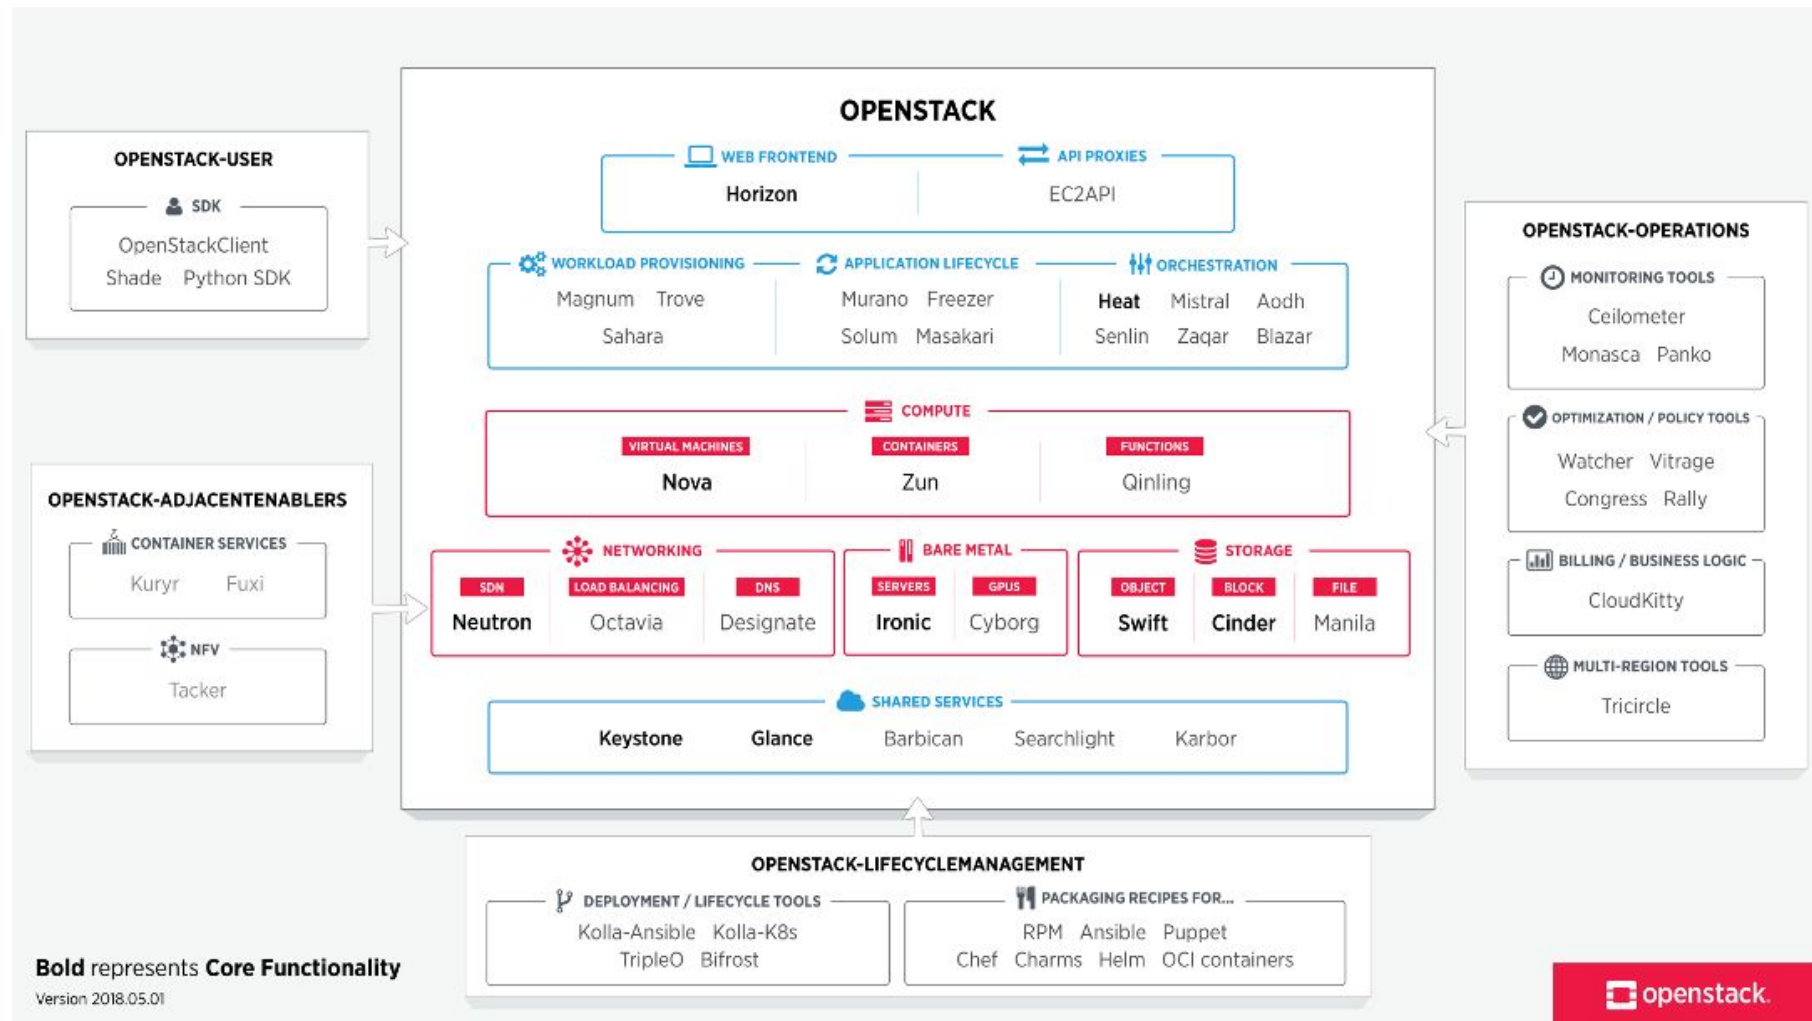 OPENSTACK
WEB FRONTEND
Horizon
API PROXIES
EC2API
WORKLOAD PROVISIONING
Magnum Trove
Sahara
APPLICATION LIFECYCLE
Murano Freezer
Solum Masakari
ORCHESTRATION
Heat Mistral Aodh
Senlin Zaqar Blazar
COMPUTE
VIRTUAL MACHINES
Nova
CONTAINERS
Zun
FUNCTIONS
Qinling
NETWORKING
SDN
Neutron
LOAD BALANCING
Octavia
DNS
Designate
BARE METAL
SERVERS
Ironic
GPUS
Cyborg
STORAGE
OBJECT
Swift
BLOCK
Cinder
FILE
Manila
SHARED SERVICES
Keystone Glance Barbican Searchlight Karbor
OPENSTACK-USER
SDK
OpenStackClient
Shade Python SDK
OPENSTACK-ADJACENTENABLERS
CONTAINER SERVICES
Kuryr Fuxi
NFV
Tacker
OPENSTACK-OPERATIONS
MONITORING TOOLS
Ceilometer
Monasca Panko
OPTIMIZATION / POLICY TOOLS
Watcher Vitrage
Congress Rally
BILLING / BUSINESS LOGIC
CloudKitty
MULTI-REGION TOOLS
Tricircle
OPENSTACK-LIFECYCLEMANAGEMENT
DEPLOYMENT / LIFECYCLE TOOLS
Kolla-Ansible Kolla-K8s
TripleO Bifrost
PACKAGING RECIPES FOR...
RPM Ansible Puppet
Chef Charms Helm OCI containers
Bold represents Core Functionality
Version 2018.05.01
openstack.